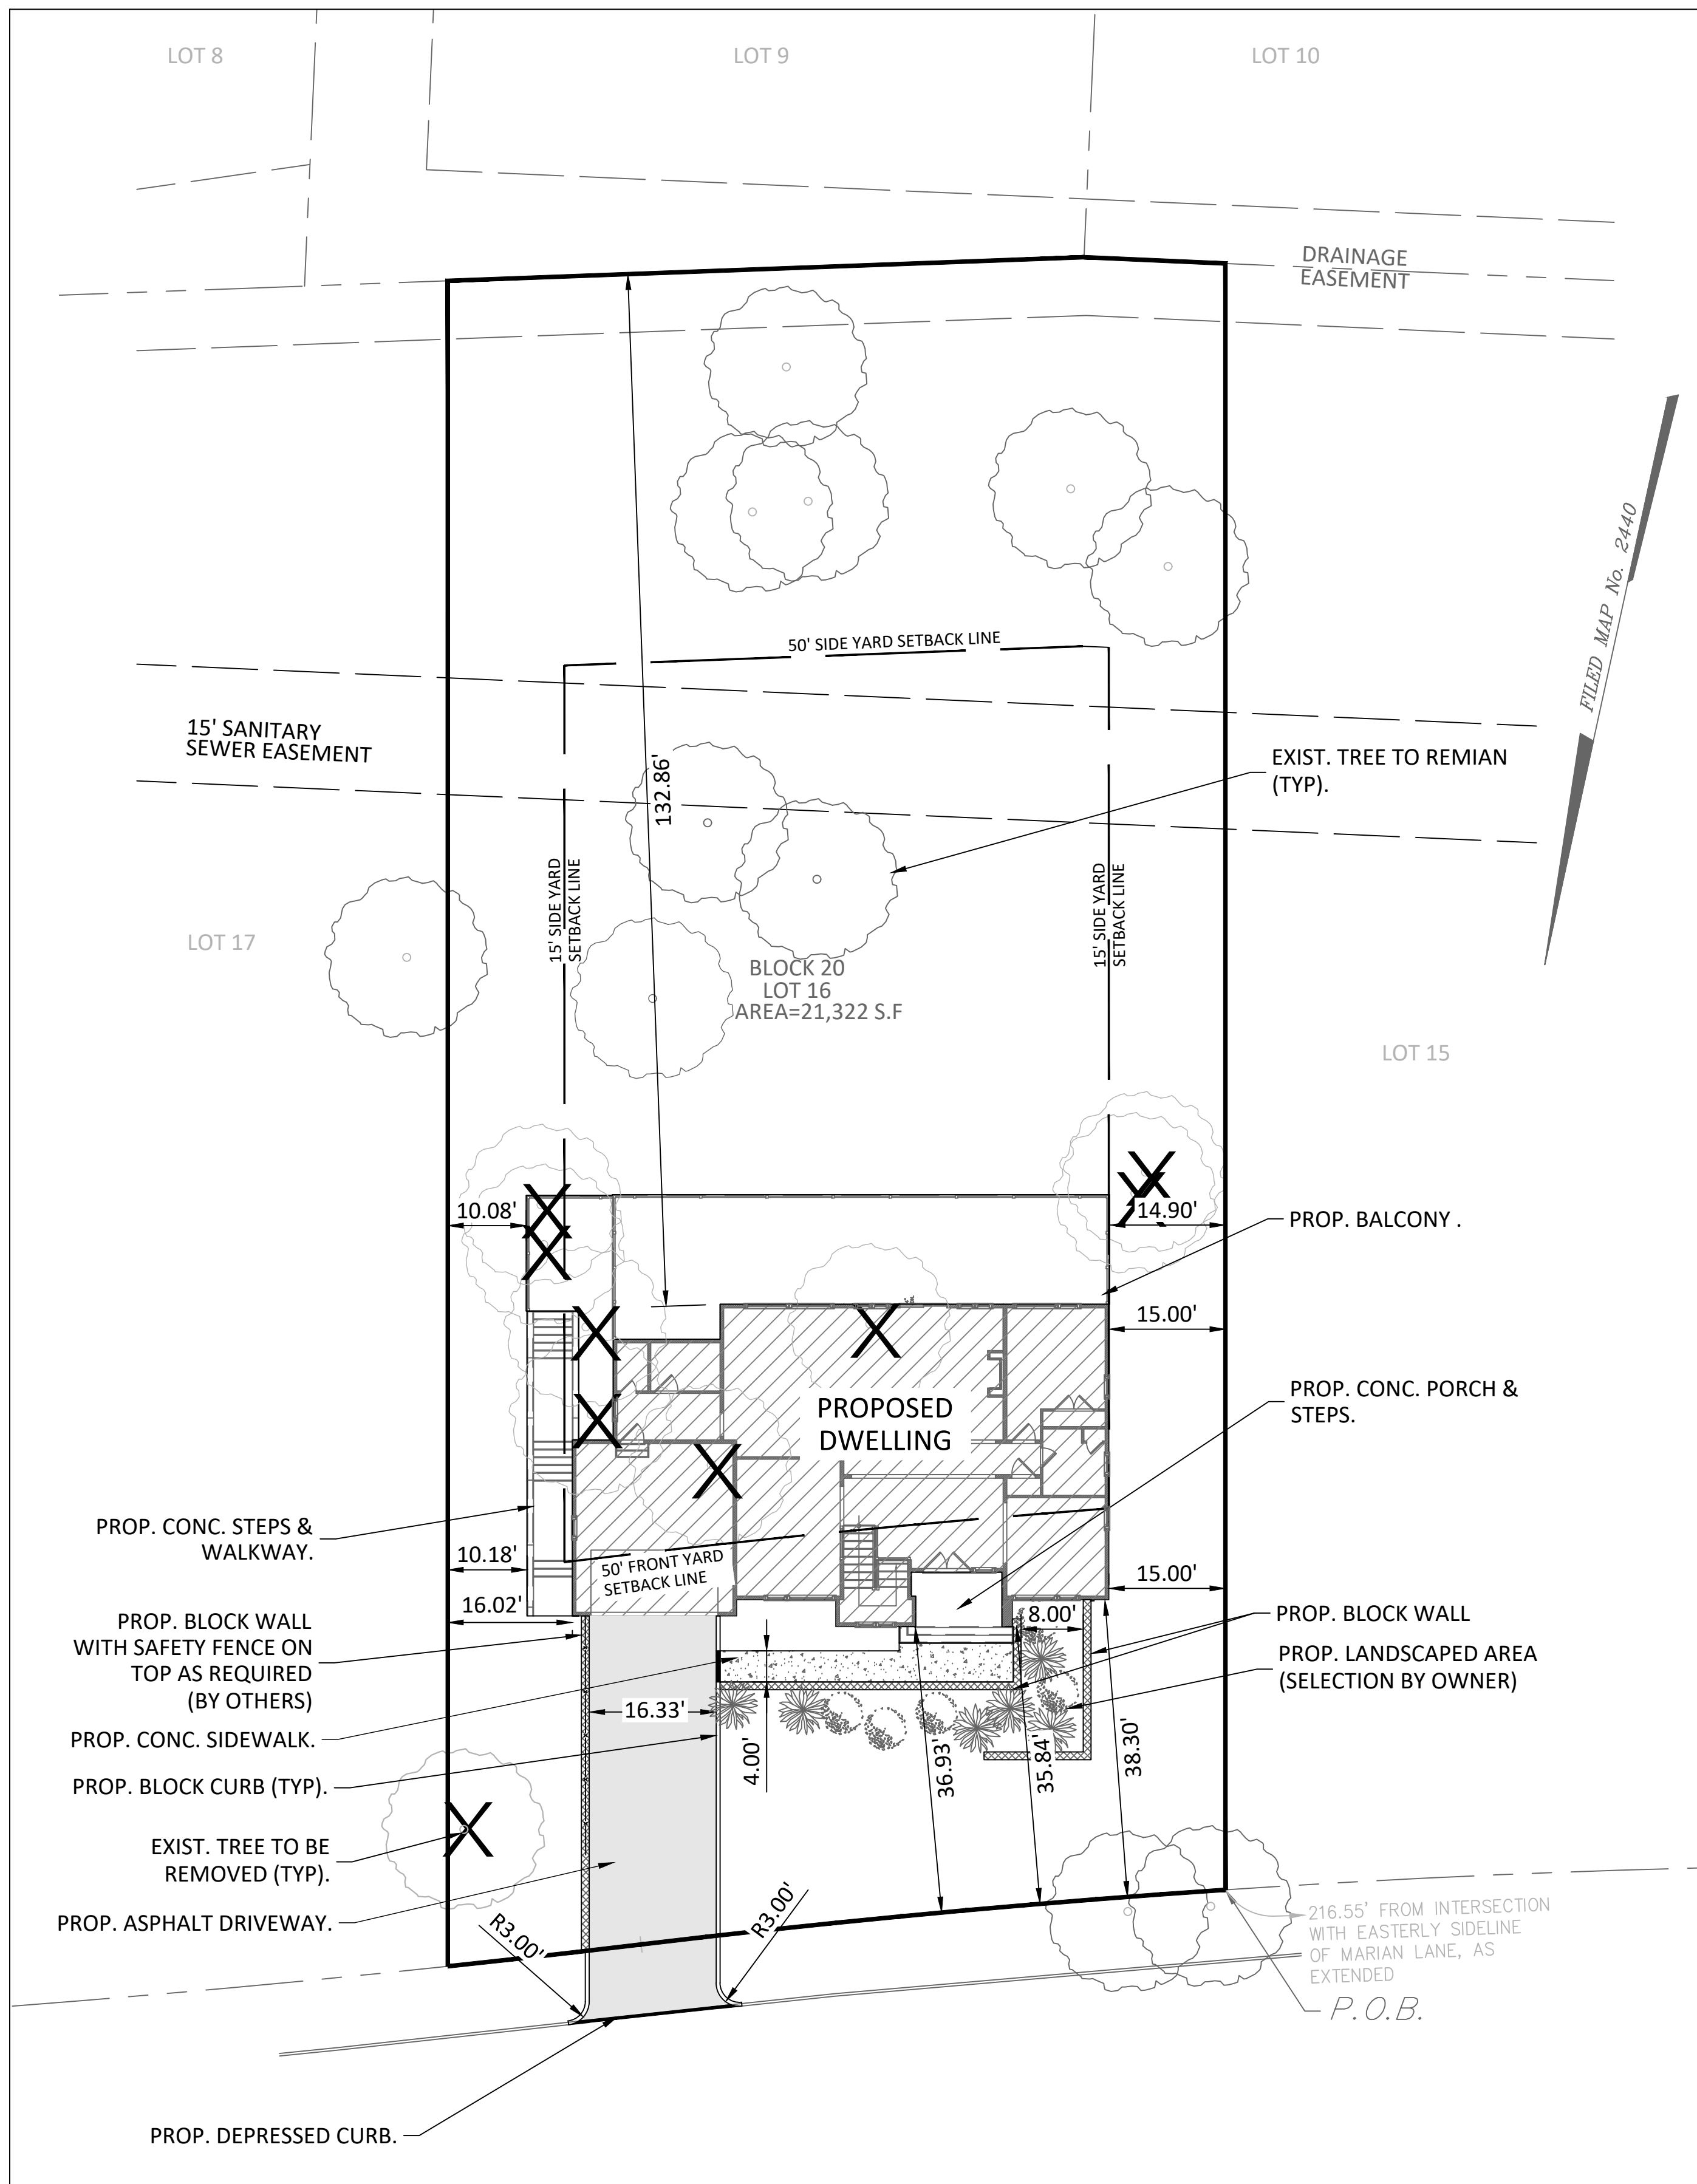 LOT 8
LOT 9
LOT 10
DRAINAGE
EASEMENT
FILED MAP No. 2440
50' SIDE YARD SETBACK LINE
15' SANITARY
SEWER EASEMENT
132.86'
EXIST. TREE TO REMIAN
(TYP).
15' SIDE YARD
SETBACK LINE
15' SIDE YARD
SETBACK LINE
LOT 17
BLOCK 20
LOT 16
AREA=21,322 S.F
LOT 15
10.08'
14.90'
PROP. BALCONY .
15.00'
PROPOSED
DWELLING
PROP. CONC. PORCH &
STEPS.
PROP. CONC. STEPS &
WALKWAY.
10.18'
50' FRONT YARD
SETBACK LINE
15.00'
16.02'
8.00'
PROP. BLOCK WALL
WITH SAFETY FENCE ON
TOP AS REQUIRED
(BY OTHERS)
PROP. BLOCK WALL
PROP. LANDSCAPED AREA
(SELECTION BY OWNER)
16.33'
PROP. CONC. SIDEWALK.
4.00'
36.93'
35.84'
38.30'
PROP. BLOCK CURB (TYP).
EXIST. TREE TO BE
REMOVED (TYP).
PROP. ASPHALT DRIVEWAY.
R3.00'
R3.00'
216.55' FROM INTERSECTION
WITH EASTERLY SIDELINE
OF MARIAN LANE, AS
EXTENDED
P.O.B.
PROP. DEPRESSED CURB.